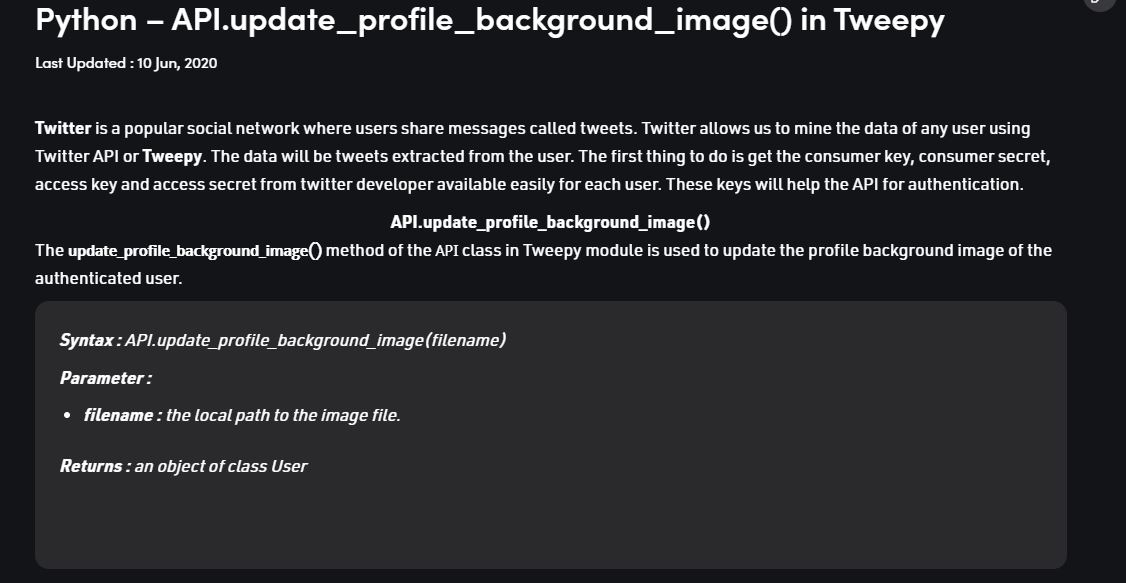 Python – API.update_profile_background_image() in Tweepy
Last Updated : 10 Jun, 2020
Twitter is a popular social network where users share messages called tweets. Twitter allows us to mine the data of any user using
Twitter API or Tweepy. The data will be tweets extracted from the user. The first thing to do is get the consumer key, consumer secret,
access key and access secret from twitter developer available easily for each user. These keys will help the API for authentication.
API.update_profile_background_image()
The update_profile_background_image() method of the API class in Tweepy module is used to update the profile background image of the
authenticated user.
Syntax : API.update_profile_background_image(filename)
Parameter :
• filename : the local path to the image file.
Returns : an object of class User